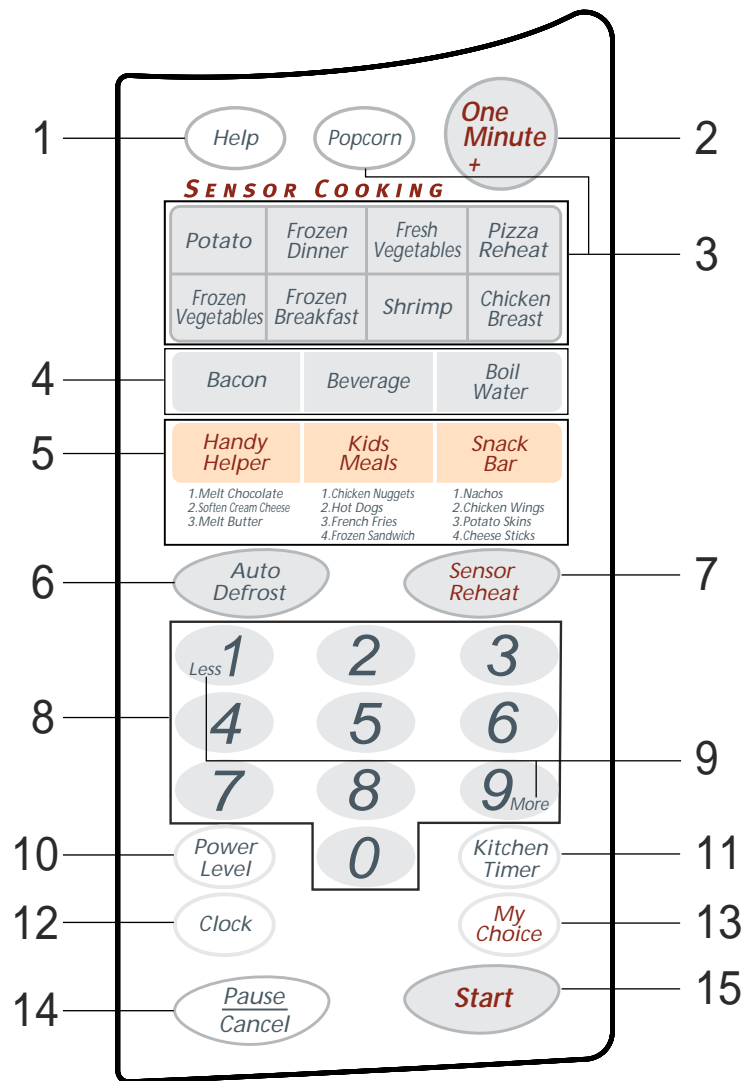 1
Help
Popcorn
One
Minute
+
2
SENSOR COOKING
Potato
Frozen
Dinner
Fresh
Vegetables
Pizza
Reheat
3
Frozen
Vegetables
Frozen
Breakfast
Shrimp
Chicken
Breast
4
Bacon
Beverage
Boil
Water
5
Handy
Helper
Kids
Meals
Snack
Bar
1.Melt Chocolate
2.Soften Cream Cheese
3.Melt Butter
1.Chicken Nuggets
2.Hot Dogs
3.French Fries
4.Frozen Sandwich
1.Nachos
2.Chicken Wings
3.Potato Skins
4.Cheese Sticks
6
Auto
Defrost
Sensor
Reheat
7
Less 1
2
3
8
4
5
6
9
7
8
9 More
10
Power
Level
0
Kitchen
Timer
11
12
Clock
My
Choice
13
14
Pause
Cancel
Start
15